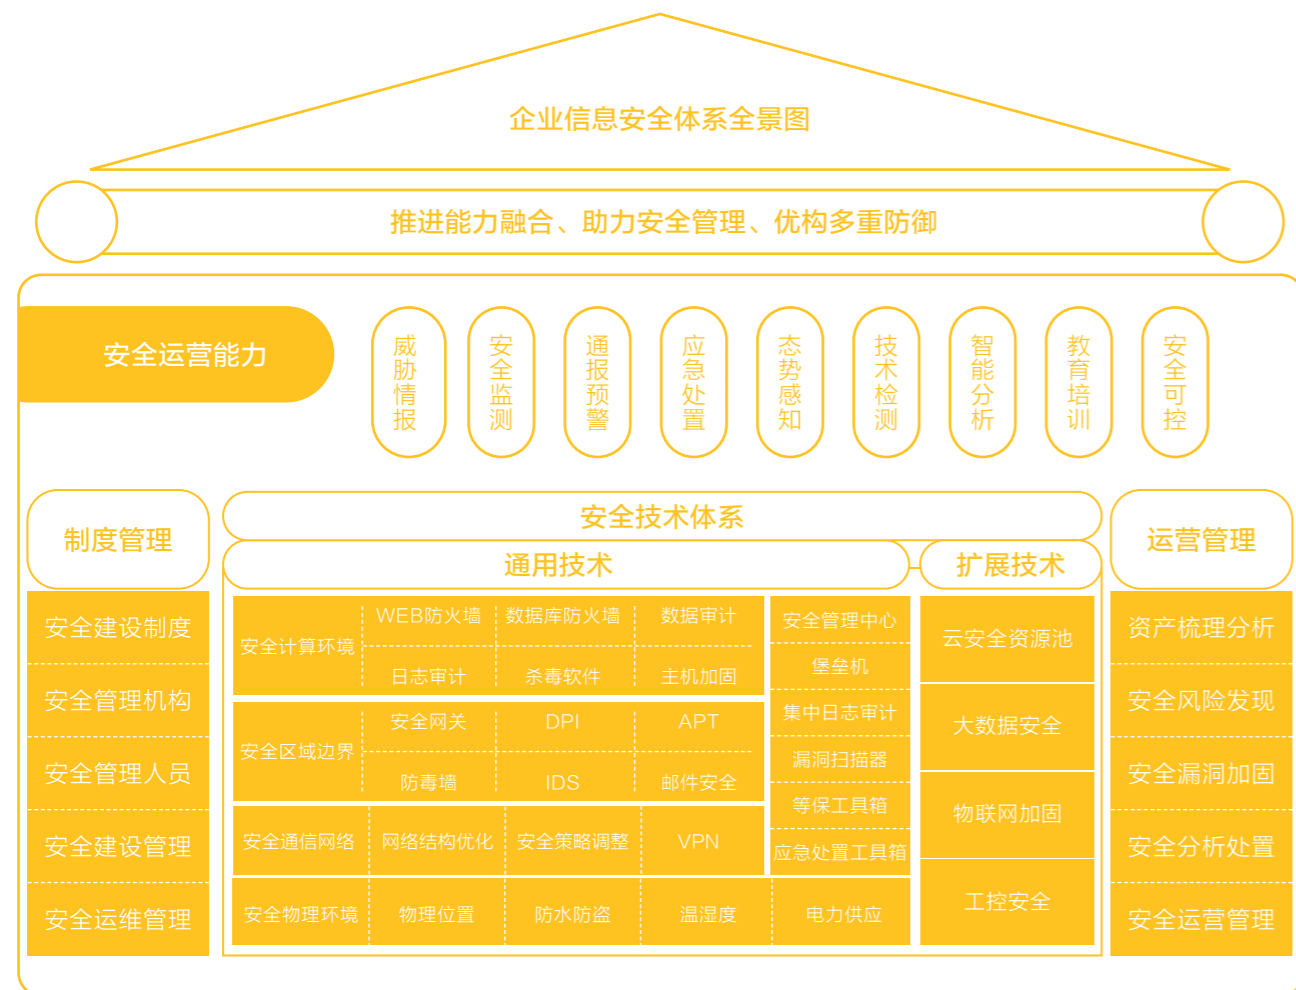 企业信息安全体系全景图
推进能力融合、助力安全管理、优构多重防御
安全运营能力
威胁情报
安全监测
通报预警
应急处置
态势感知
技术检测
智能分析
教育培训
安全可控
制度管理
安全建设制度
安全管理机构
安全管理人员
安全建设管理
安全运维管理
安全技术体系
通用技术
安全计算环境
WEB防火墙
数据库防火墙
数据审计
日志审计
杀毒软件
主机加固
安全区域边界
安全网关
DPI
APT
防毒墙
IDS
邮件安全
安全通信网络
网络结构优化
安全策略调整
VPN
安全物理环境
物理位置
防水防盗
温湿度
电力供应
安全管理中心
堡垒机
集中日志审计
漏洞扫描器
等保工具箱
应急处置工具箱
扩展技术
云安全资源池
大数据安全
物联网加固
工控安全
运营管理
资产梳理分析
安全风险发现
安全漏洞加固
安全分析处置
安全运营管理